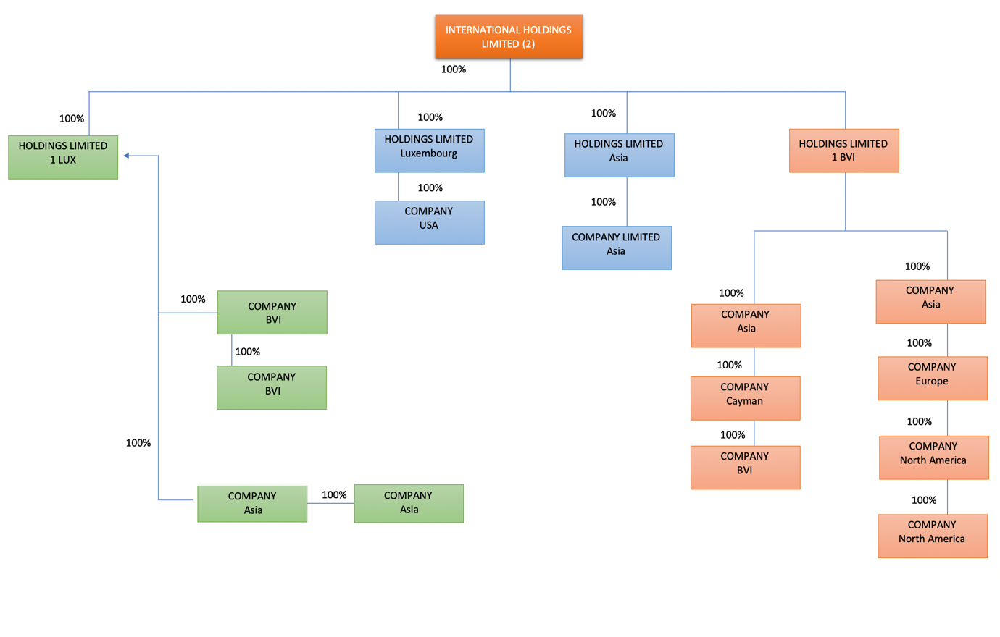 INTERNATIONAL HOLDINGS
LIMITED (2)
100%
100%
HOLDINGS LIMITED
1 LUX
100%
HOLDINGS LIMITED
Luxembourg
100%
COMPANY
USA
100%
HOLDINGS LIMITED
Asia
100%
COMPANY LIMITED
Asia
HOLDINGS LIMITED
1 BVI
100%
COMPANY
BVI
100%
COMPANY
BVI
100%
COMPANY
Asia
100%
COMPANY
Asia
100%
COMPANY
Asia
100%
COMPANY
Cayman
100%
COMPANY
BVI
100%
COMPANY
Asia
100%
COMPANY
Europe
100%
COMPANY
North America
100%
COMPANY
North America